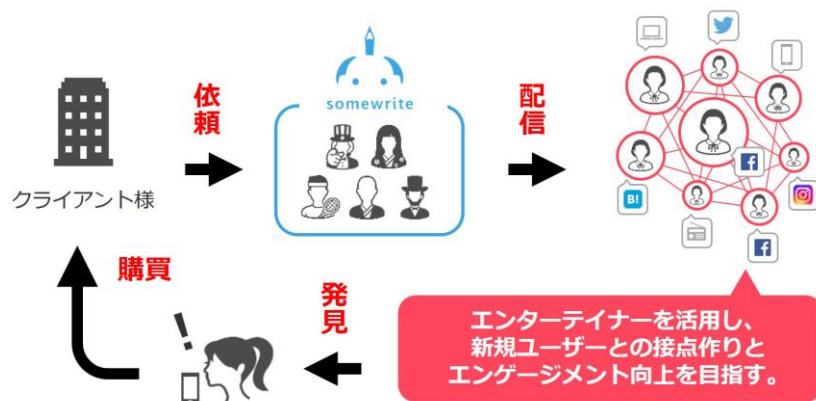 依頼
somewrite
配信
クライアント様
B!
購買
発見
エンターテイナーを活用し、
新規ユーザーとの接点作りと
エンゲージメント向上を目指す。